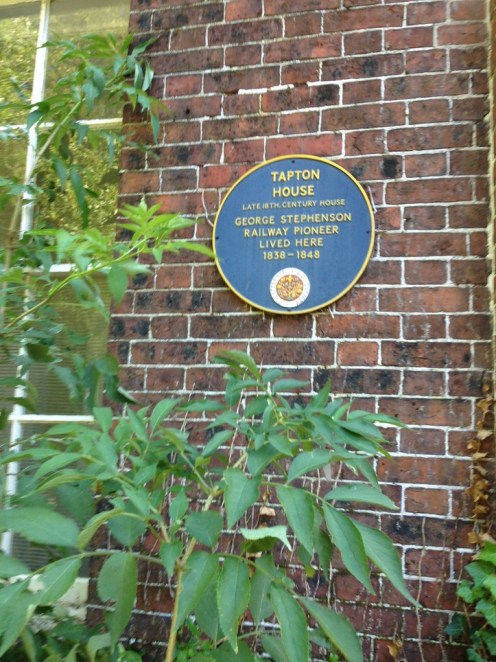 TAPTON
HOUSE
LATE 18TH. CENTURY HOUSE
GEORGE STEPHENSON
RAILWAY PIONEER
LIVED HERE
1838-1848